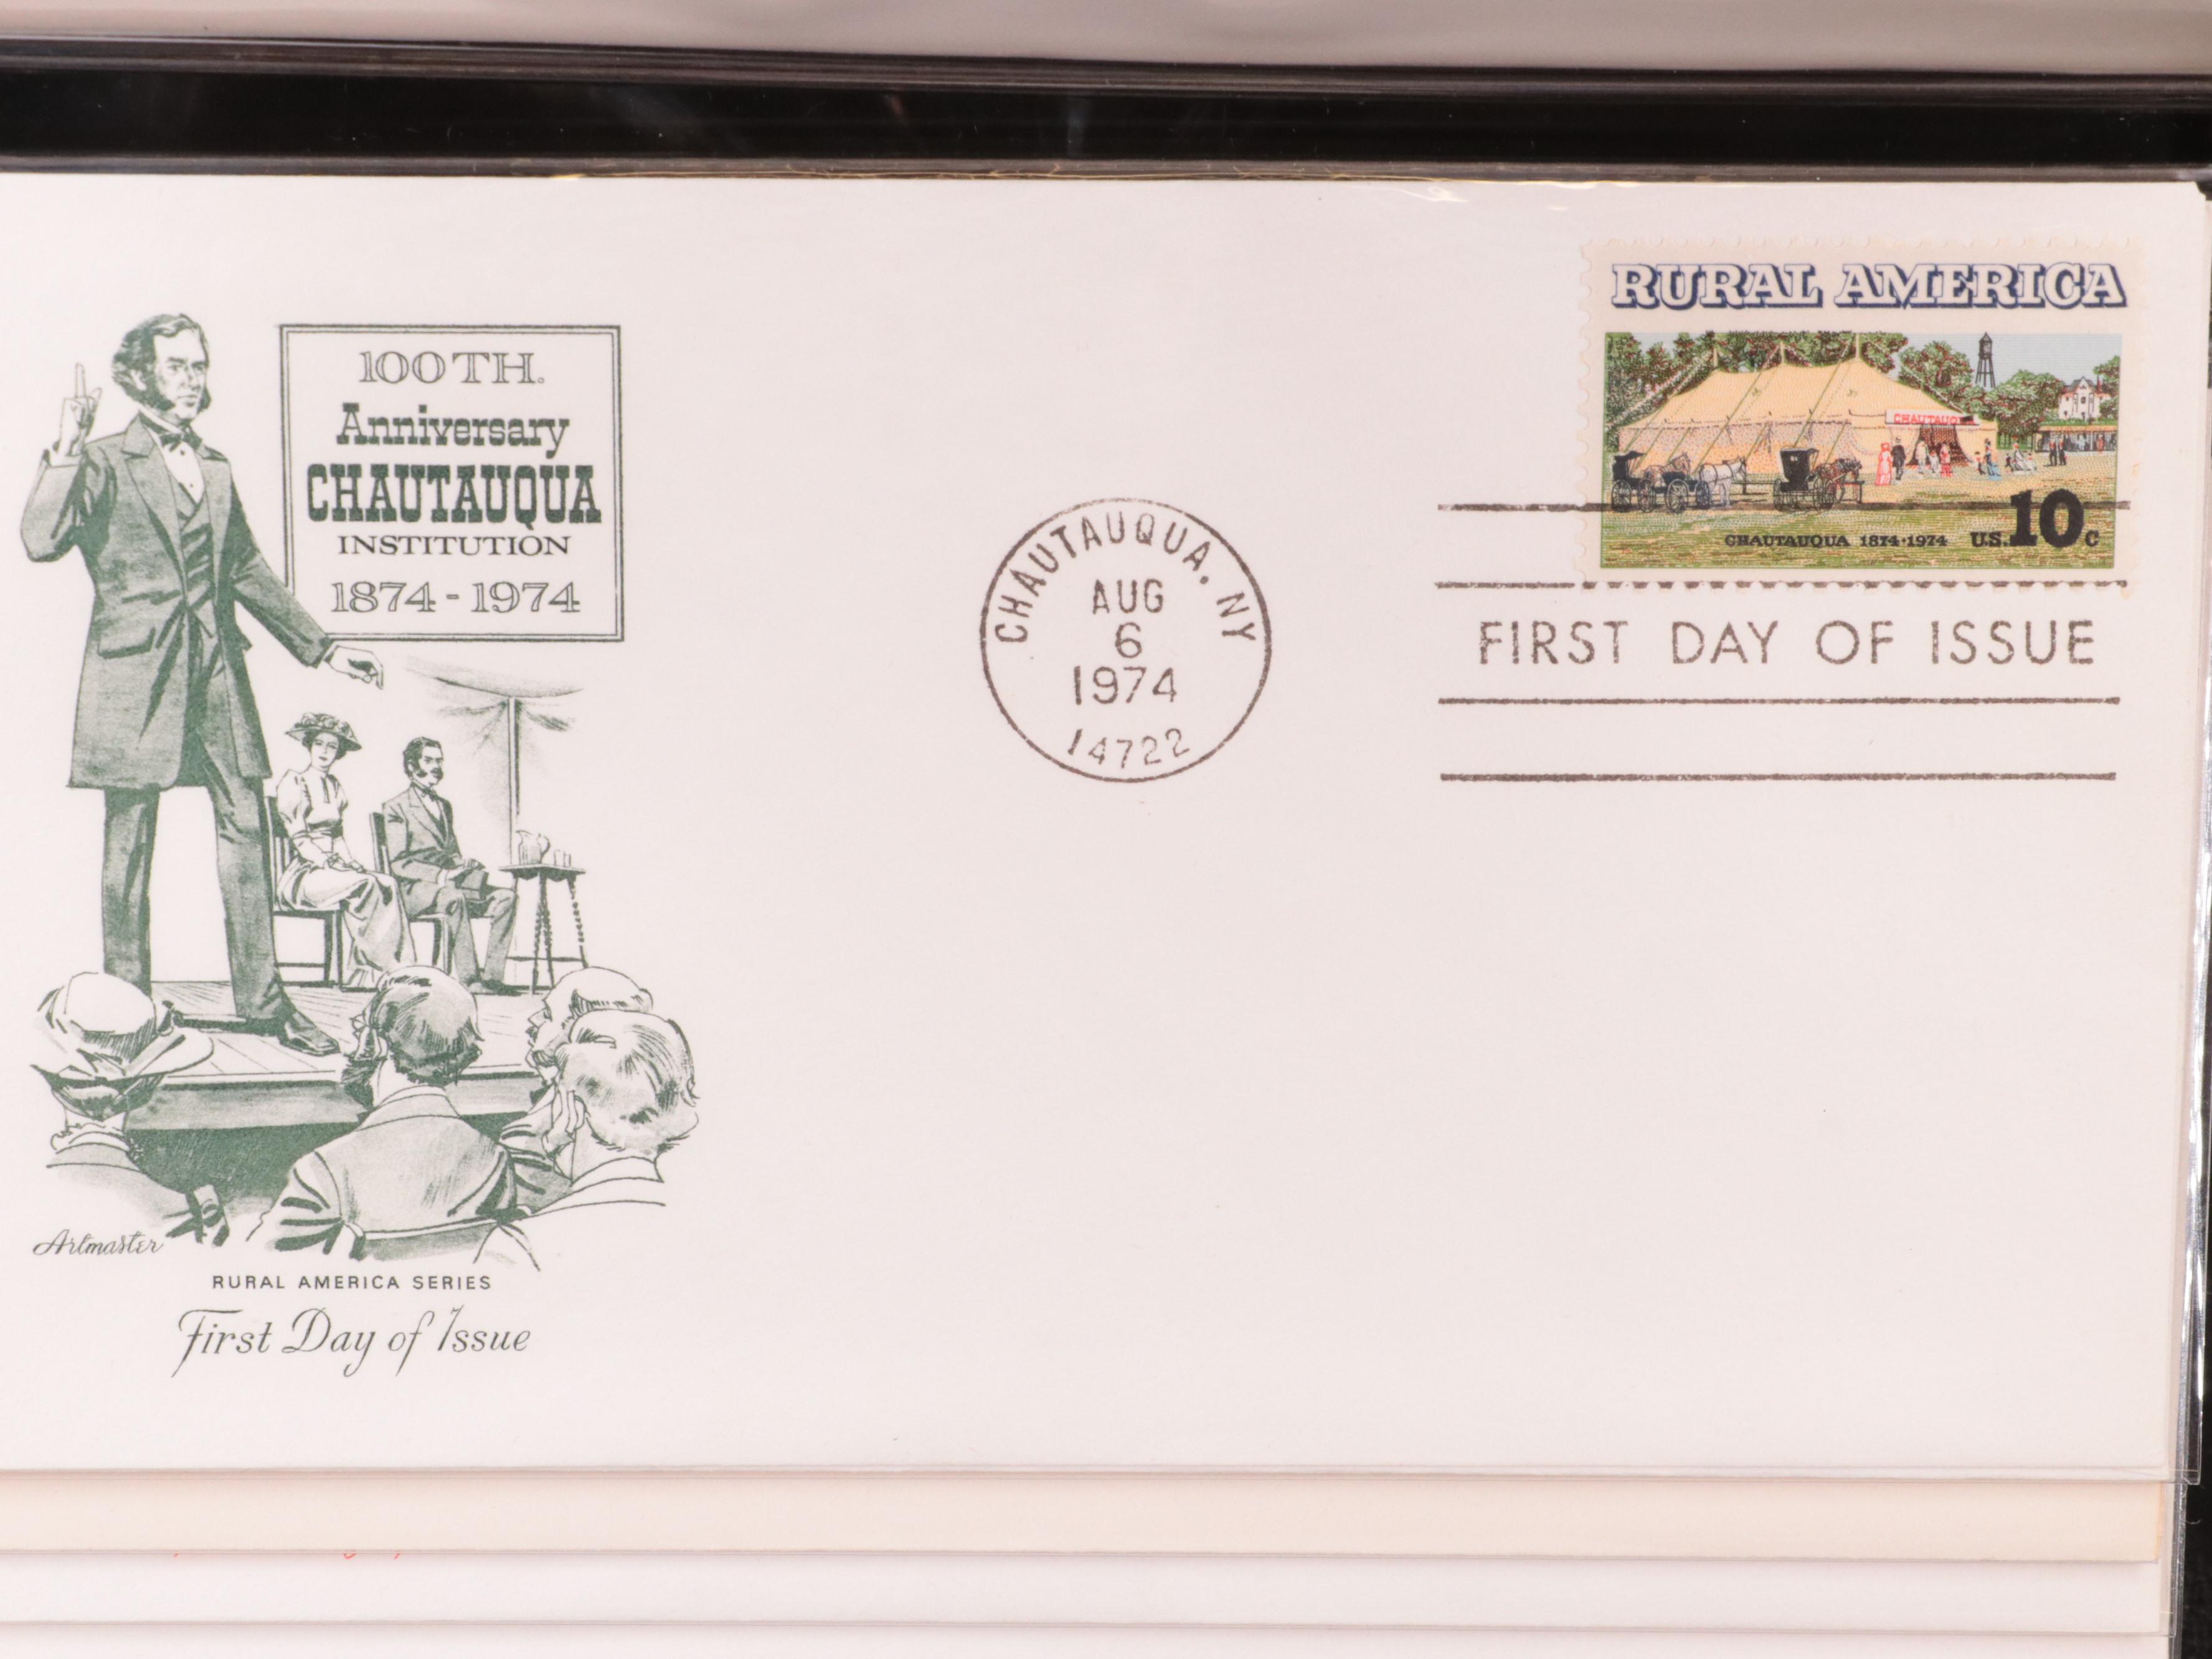 100TH.
Anniversary
CHAUTAUQUA
INSTITUTION
1874 - 1974
Artmaster
RURAL AMERICA SERIES
First Day of Issue
CHAUTAUQUA, NY
AUG
6
1974
14722
RURAL AMERICA
CHAUTAUQUA
CHAUTAUQUA 1874·1974 U.S. 10c
FIRST DAY OF ISSUE